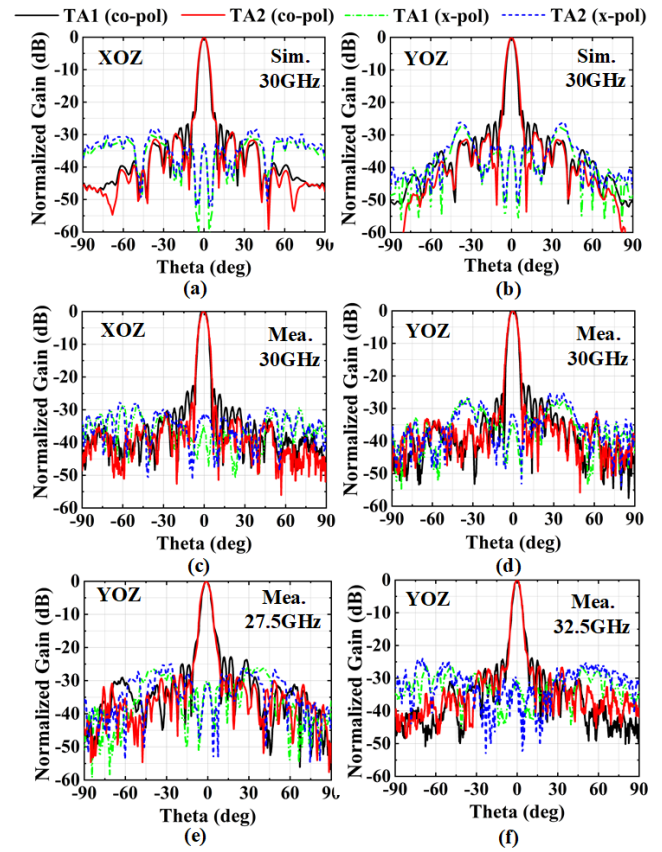 TA1 (co-pol) TA2 (co-pol) TA1 (x-pol) TA2 (x-pol)
Normalized Gain (dB)
0
-10
-20
-30
-40
-50
-60
XOZ
Sim.
30GHz
-90 -60 -30 0 30 60 90
Theta (deg)
(a)
Normalized Gain (dB)
0
-10
-20
-30
-40
-50
-60
YOZ
Sim.
30GHz
-90 -60 -30 0 30 60 90
Theta (deg)
(b)
Normalized Gain (dB)
0
-10
-20
-30
-40
-50
-60
XOZ
Mea.
30GHz
-90 -60 -30 0 30 60 90
Theta (deg)
(c)
Normalized Gain (dB)
0
-10
-20
-30
-40
-50
-60
YOZ
Mea.
30GHz
-90 -60 -30 0 30 60 90
Theta (deg)
(d)
Normalized Gain (dB)
0
-10
-20
-30
-40
-50
-60
YOZ
Mea.
27.5GHz
-90 -60 -30 0 30 60 90
Theta (deg)
(e)
Normalized Gain (dB)
0
-10
-20
-30
-40
-50
-60
YOZ
Mea.
32.5GHz
-90 -60 -30 0 30 60 90
Theta (deg)
(f)